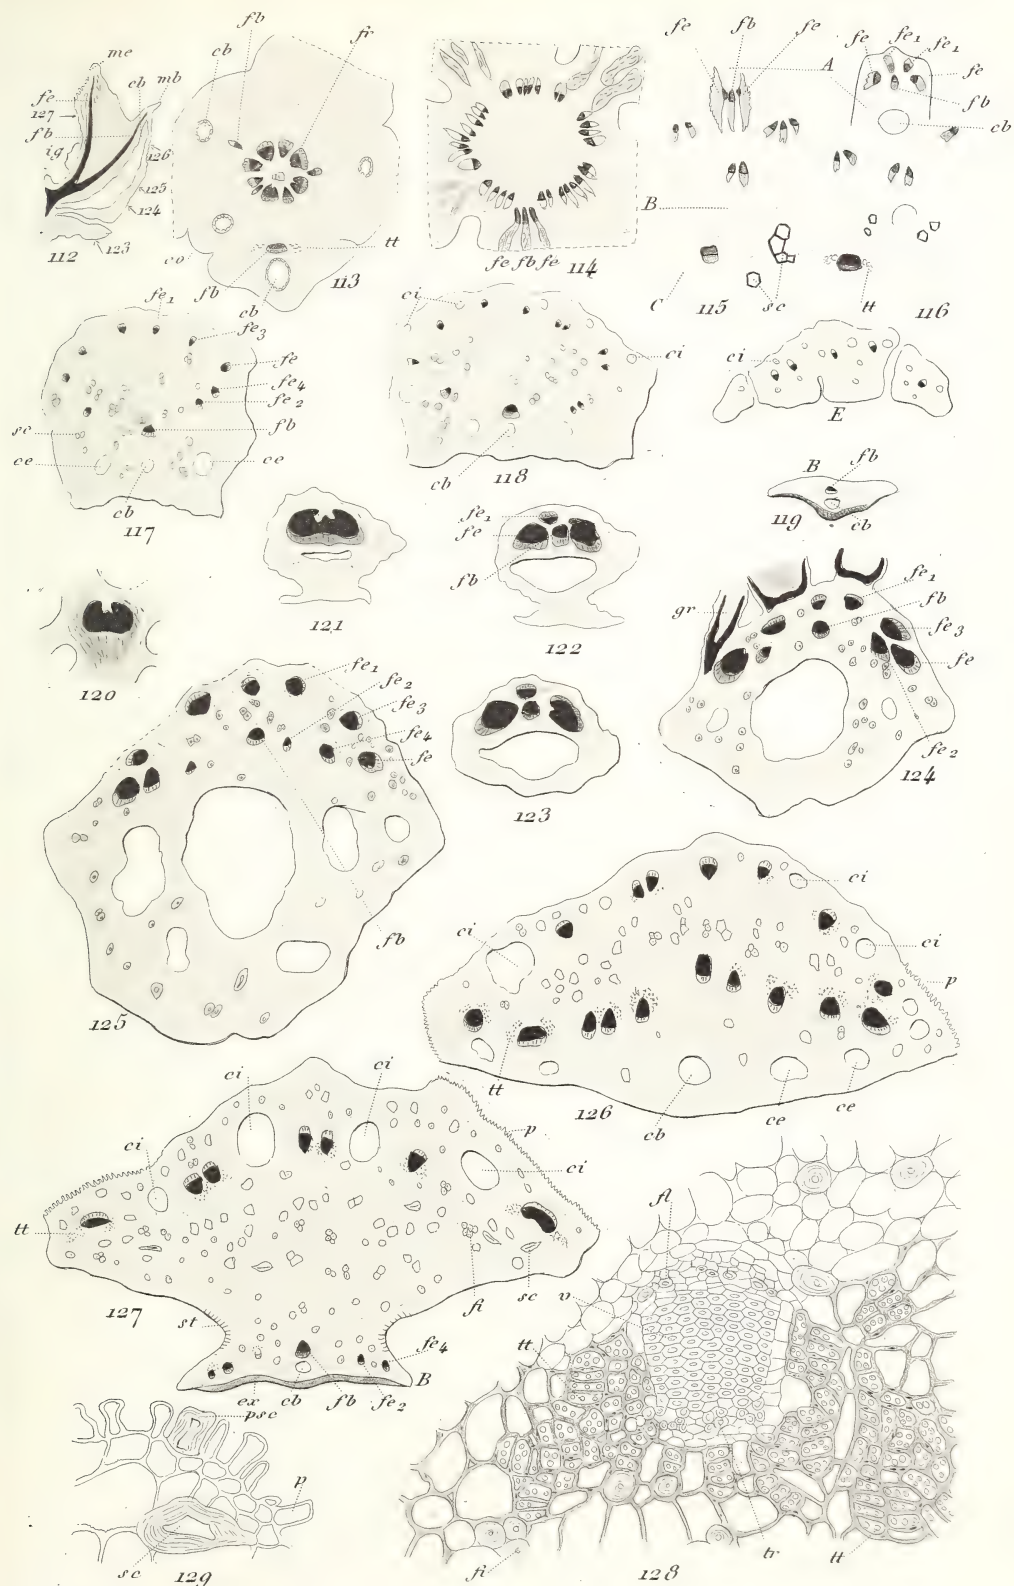 me
cb mb
fe
127
fb
ig
126
125
124
123
112
fb
cb
fr
tt
co
fb
cb
113
fe fb fe
114
fe fb fe
A
B
C
115
sc
fe fe1 fe1
fe
fb
cb
tt
116
fe1
fe3
fe
fe4
fe2
fb
sc
ce
ce
cb
117
ci
ci
cb
118
ci
E
B
fb
cb
119
120
121
fe1
fe
fb
122
123
gr
fe1
fb
fe3
fe
fe2
124
fe1
fe2
fe3
fe4
fe
fb
125
ci
ci
ci
p
tt
cb
ce
ce
126
ci
ci
ci
ci
p
tt
fi
sc
127
st
fe4
B
ex cb fb fe2
fl
v
tt
fi
128
tr
tt
psc
p
sc
129